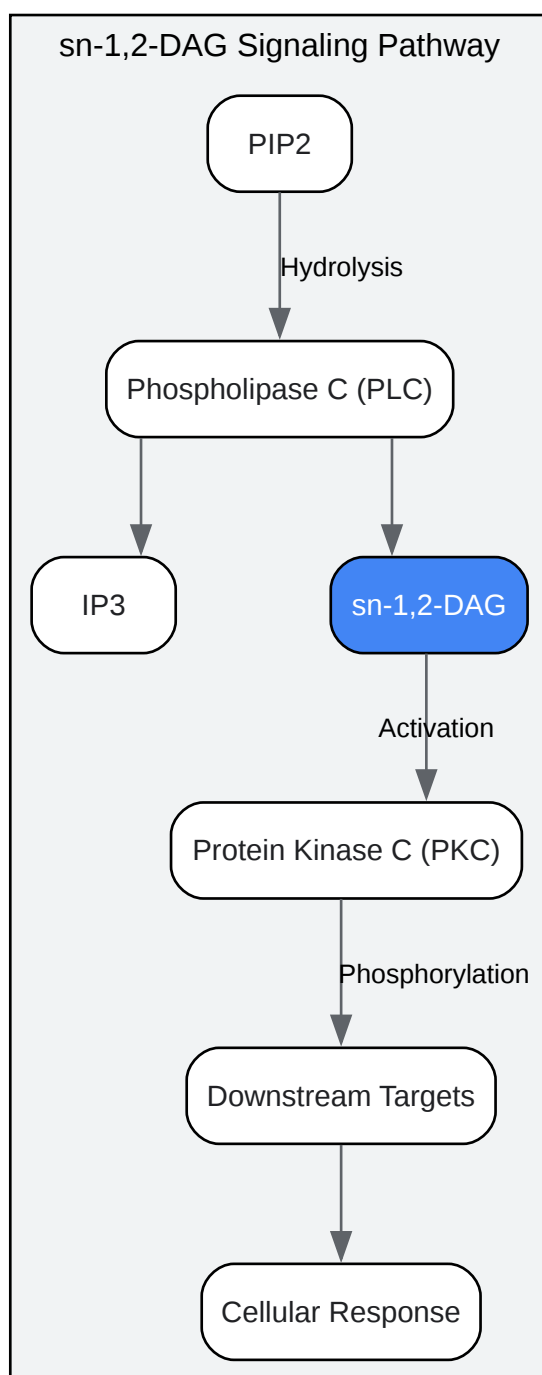 sn-1,2-DAG Signaling Pathway
PIP2
Hydrolysis
Phospholipase C (PLC)
IP3
sn-1,2-DAG
Activation
Protein Kinase C (PKC)
Phosphorylation
Downstream Targets
Cellular Response